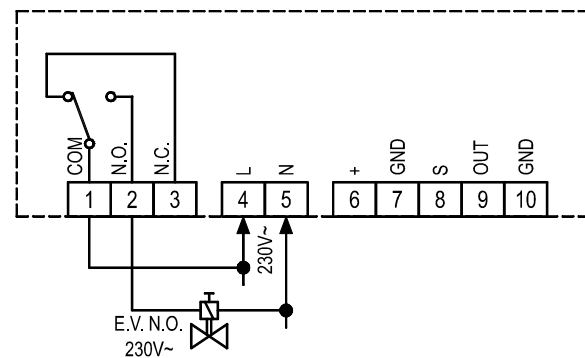 COM
N.O.
N.C.
L
N
+
GND
S
OUT
GND
1 2 3 4 5 6 7 8 9 10
230V~
E.V. N.O.
230V~